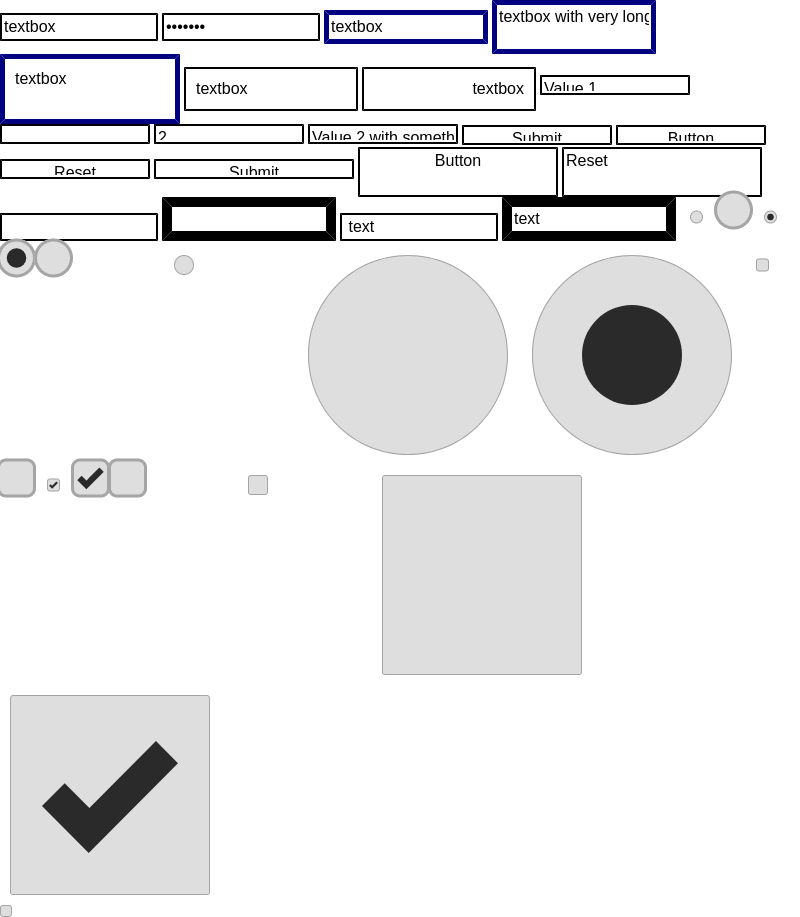 textbox ••••••• textbox textbox with very long
textbox textbox textbox Value 1
2 Value 2 with someth Submit Button
Reset Submit Button Reset
text text